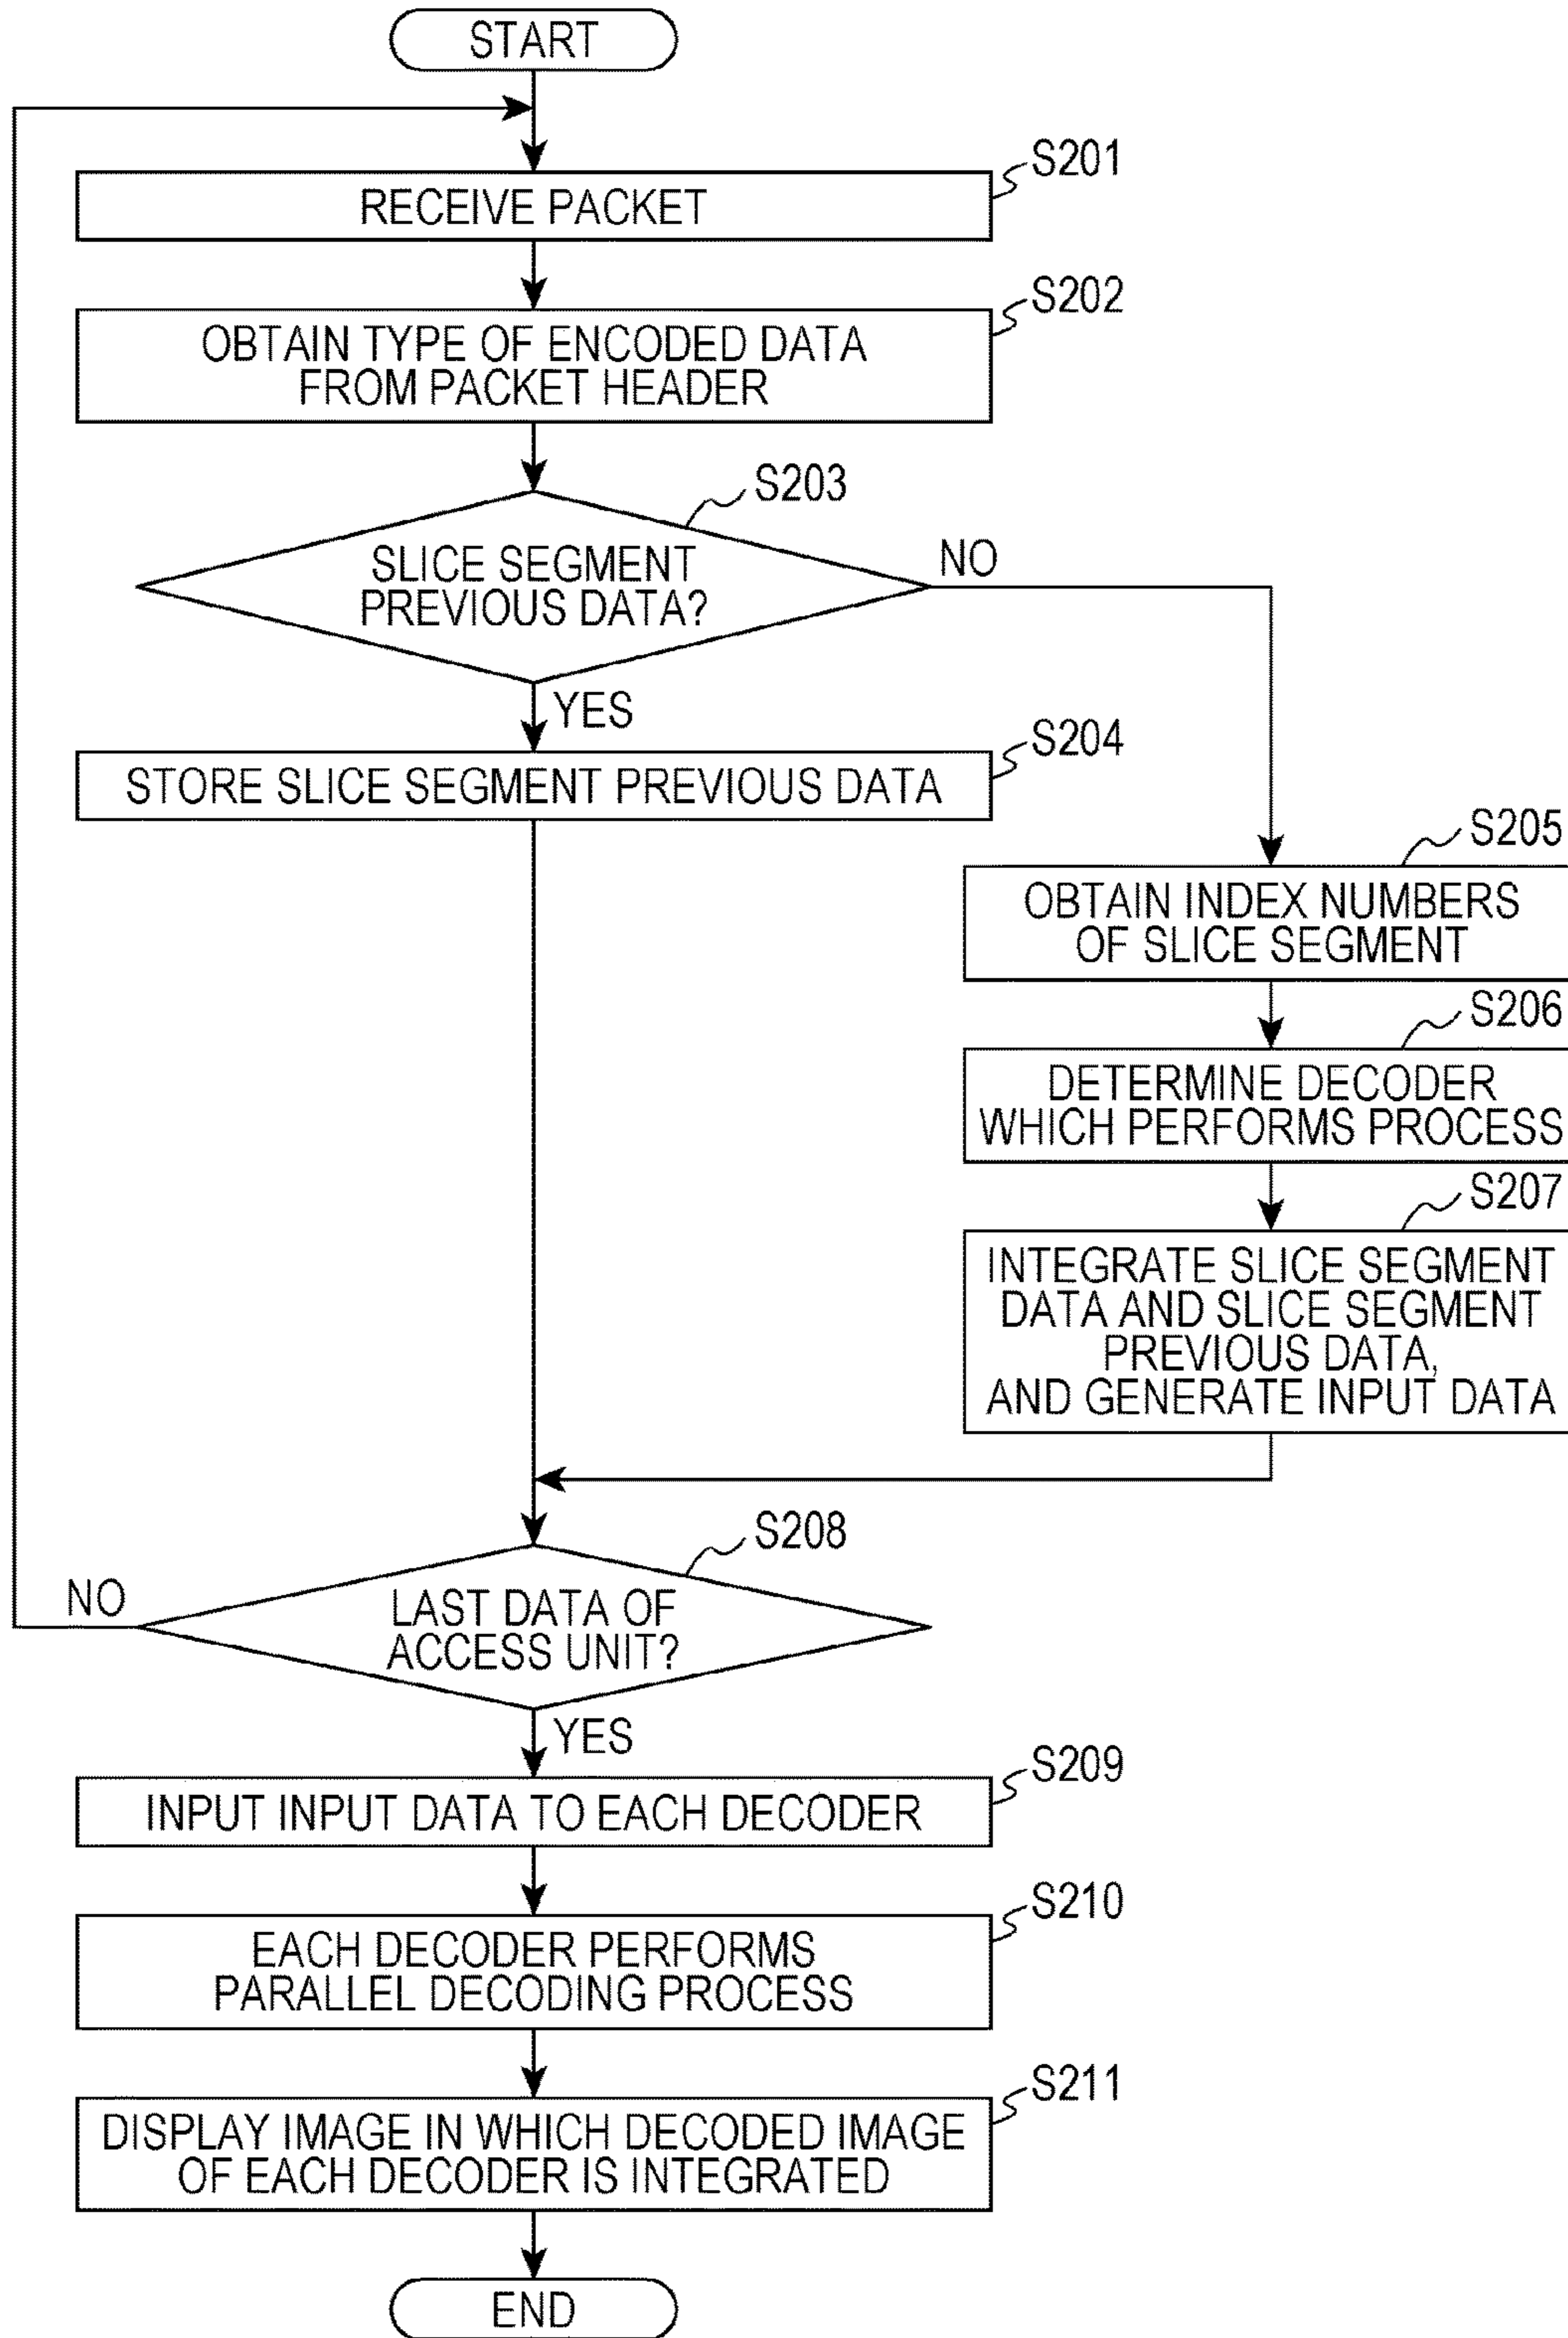 START
S201
RECEIVE PACKET
S202
OBTAIN TYPE OF ENCODED DATA
FROM PACKET HEADER
S203
SLICE SEGMENT
PREVIOUS DATA?
NO
YES
S204
STORE SLICE SEGMENT PREVIOUS DATA
S205
OBTAIN INDEX NUMBERS
OF SLICE SEGMENT
S206
DETERMINE DECODER
WHICH PERFORMS PROCESS
S207
INTEGRATE SLICE SEGMENT
DATA AND SLICE SEGMENT
PREVIOUS DATA,
AND GENERATE INPUT DATA
S208
NO
LAST DATA OF
ACCESS UNIT?
YES
S209
INPUT INPUT DATA TO EACH DECODER
S210
EACH DECODER PERFORMS
PARALLEL DECODING PROCESS
S211
DISPLAY IMAGE IN WHICH DECODED IMAGE
OF EACH DECODER IS INTEGRATED
END